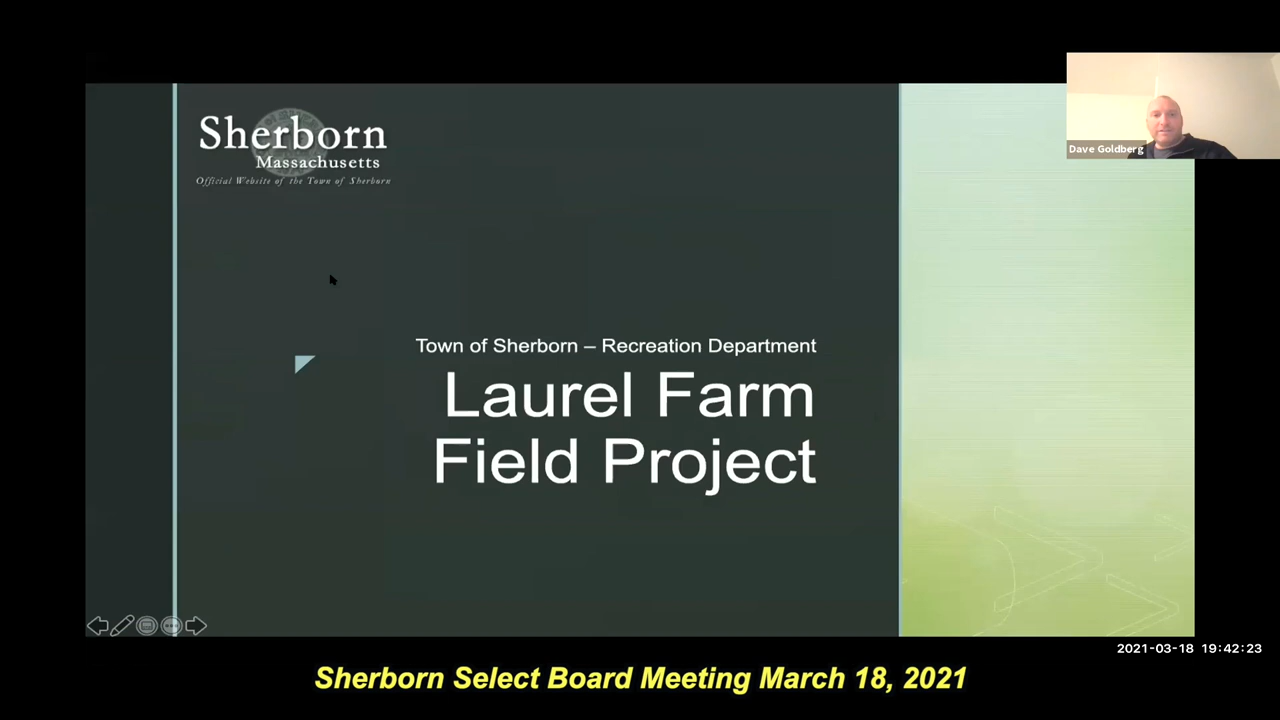 Sherborn
Massachusetts
Official Website of the Town of Sherborn
Dave Goldberg
Town of Sherborn – Recreation Department
Laurel Farm
Field Project
2021-03-18 19:42:23
Sherborn Select Board Meeting March 18, 2021